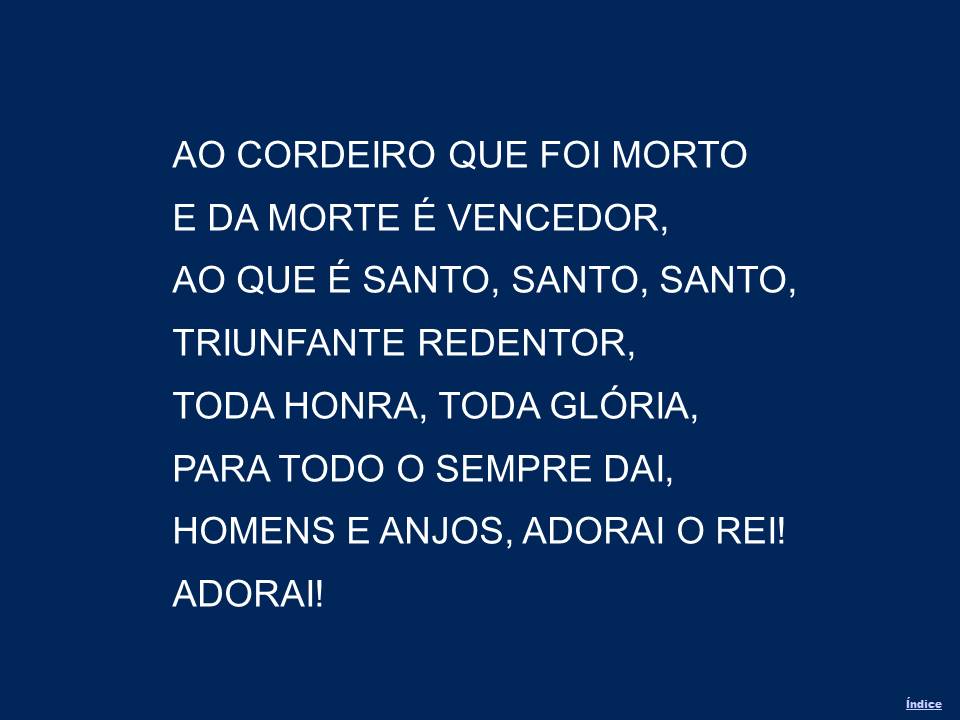 AO CORDEIRO QUE FOI MORTO
E DA MORTE É VENCEDOR,
AO QUE É SANTO, SANTO, SANTO,
TRIUNFANTE REDENTOR,
TODA HONRA, TODA GLÓRIA,
PARA TODO O SEMPRE DAI,
HOMENS E ANJOS, ADORAI O REI!
ADORAI!
Índice